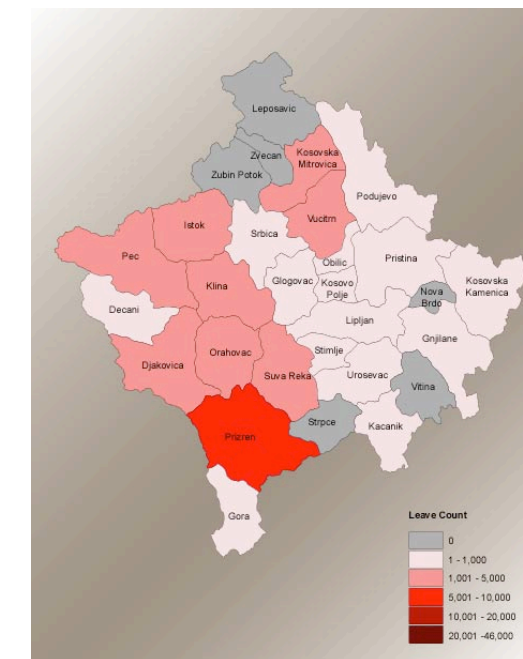 Leposavic
Zvecan
Kosovska
Mitrovica
Zubin Potok
Podujevo
Vucitrn
Istok
Srbica
Pec
Obilic
Pristina
Klina
Glogovac
Kosovo
Polje
Kosovska
Kamenica
Nova
Brdo
Decani
Lipljan
Gnjilane
Orahovac
Stimlje
Djakovica
Suva Reka
Urosevac
Vitina
Strpce
Kacanik
Prizren
Gora
Leave Count
0
1 - 1,000
1,001 - 5,000
5,001 - 10,000
10,001 - 20,000
20,001 -46,000